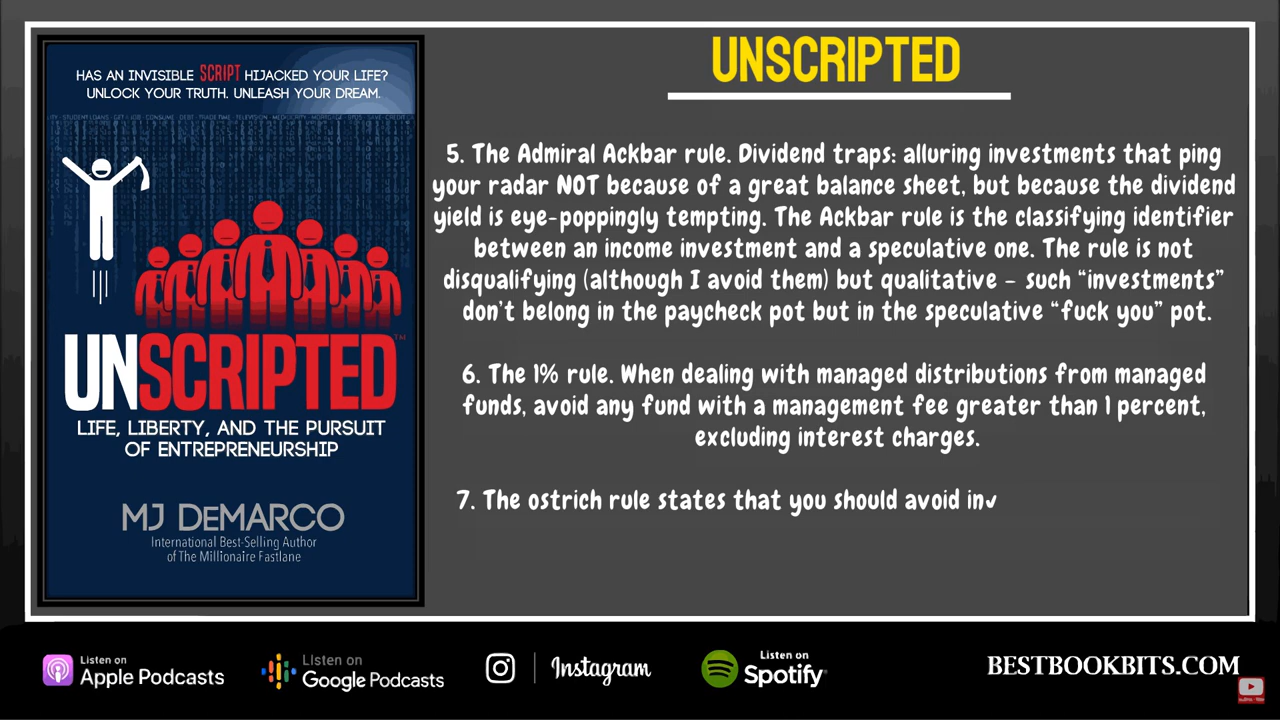 HAS AN INVISIBLE SCRIPT HIJACKED YOUR LIFE?
UNLOCK YOUR TRUTH. UNLEASH YOUR DREAM.
UNSCRIPTED™
LIFE, LIBERTY, AND THE PURSUIT
OF ENTREPRENEURSHIP
MJ DEMARCO
International Best-Selling Author
of The Millionaire Fastlane
UNSCRIPTED
5. The Admiral Ackbar rule. Dividend traps: alluring investments that ping
your radar NOT because of a great balance sheet, but because the dividend
yield is eye-poppingly tempting. The Ackbar rule is the classifying identifier
between an income investment and a speculative one. The rule is not
disqualifying (although I avoid them) but qualitative – such “investments”
don't belong in the paycheck pot but in the speculative “fuck you” pot.
6. The 1% rule. When dealing with managed distributions from managed
funds, avoid any fund with a management fee greater than 1 percent,
excluding interest charges.
7. The ostrich rule states that you should avoid inv
Listen on
Apple Podcasts
Listen on
Google Podcasts
Instagram
Listen on
Spotify
BESTBOOKBITS.COM